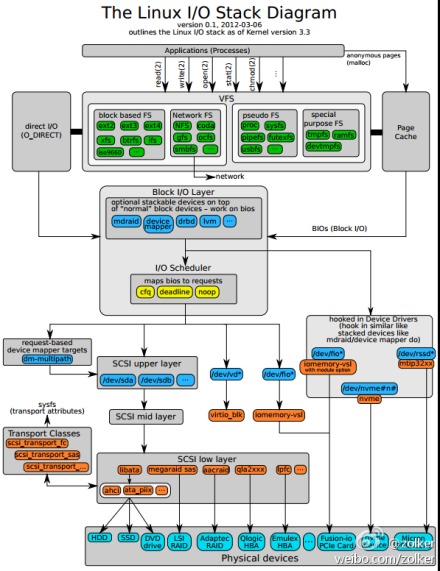 The Linux I/O Stack Diagram
version 0.1, 2012-03-06
outlines the Linux I/O stack as of Kernel version 3.3
Applications (Processes)
anonymous pages
(malloc)
read(2)
write(2)
open(2)
stat(2)
chmod(2)
...
VFS
direct I/O
(O_DIRECT)
block based FS
ext2 ext3 ext4
xfs btrfs ifs
iso9660 ...
Network FS
NFS coda
gfs ocfs
smbfs ...
pseudo FS
proc sysfs
pipefs futexfs
usbfs ...
special
purpose FS
tmpfs ramfs
devtmpfs
Page
Cache
network
Block I/O Layer
optional stackable devices on top
of "normal" block devices – work on bios
mdraid device
mapper drbd lvm ...
BIOs (Block I/O)
I/O Scheduler
maps bios to requests
cfq deadline noop
hooked in Device Drivers
(hook in similar like
stacked devices like
mdraid/device mapper do)
request-based
device mapper targets
dm-multipath
SCSI upper layer
/dev/sda /dev/sdb ...
/dev/vd*
/dev/fio*
/dev/fio*
iomemory-vsl
with module option
/dev/rssd*
mtip32xx
/dev/nvme#n#
nvme
virtio_blk
iomemory-vsl
sysfs
(transport attributes)
SCSI mid layer
Transport Classes
scsi_transport_fc
scsi_transport_sas
scsi_transport_...
SCSI low layer
libata megaraid sas aacraid qla2xxx lpfc ...
ahci ata_piix ...
HDD
SSD
DVD
drive
LSI
RAID
Adaptec
RAID
Qlogic
HBA
Emulex
HBA
...
Fusion-io
PCIe Card
Micron
Physical devices
@zolker
weibo.com/zolker